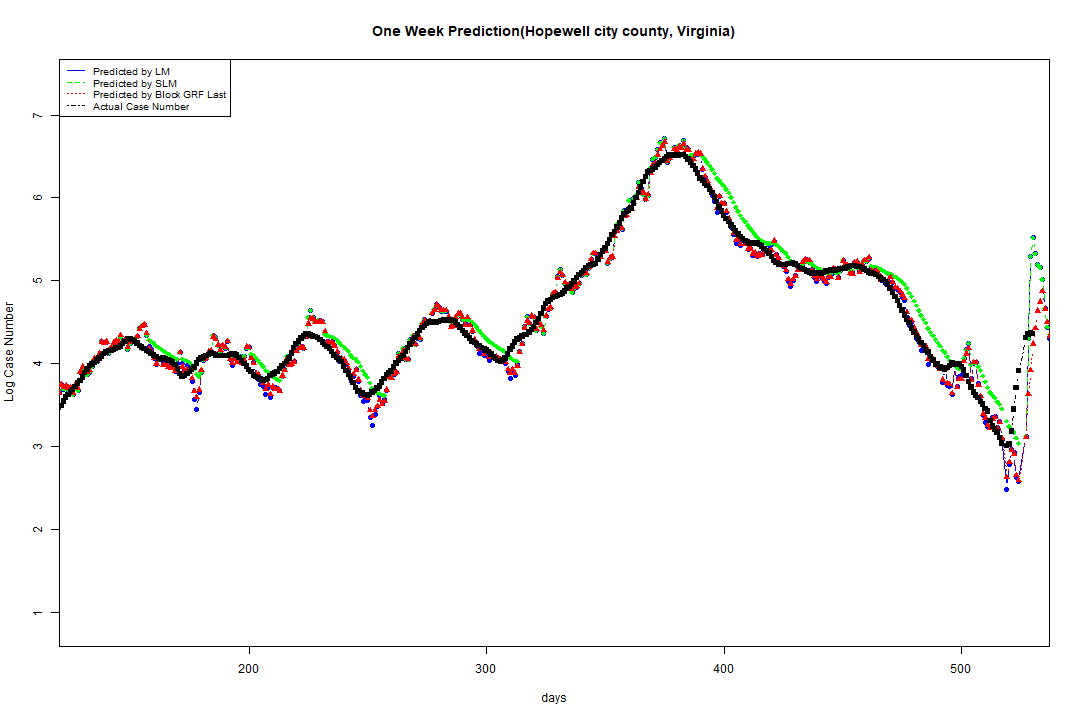 One Week Prediction(Hopewell city county, Virginia)
Predicted by LM
Predicted by SLM
Predicted by Block GRF Last
Actual Case Number
7
6
5
4
3
2
1
Log Case Number
200 300 400 500
days